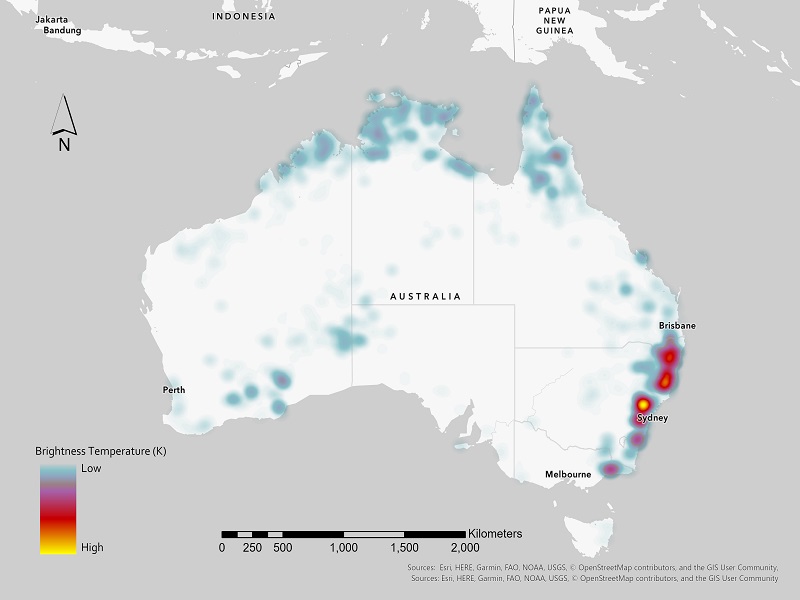 Jakarta
Bandung
INDONESIA
PAPUA
NEW
GUINEA
N
AUSTRALIA
Brisbane
Perth
Sydney
Melbourne
Brightness Temperature (K)
Low
High
Kilometers
0 250 500 1,000 1,500 2,000
Sources: Esri, HERE, Garmin, FAO, NOAA, USGS, © OpenStreetMap contributors, and the GIS User Community,
Sources: Esri, HERE, Garmin, FAO, NOAA, USGS, © OpenStreetMap contributors, and the GIS User Community